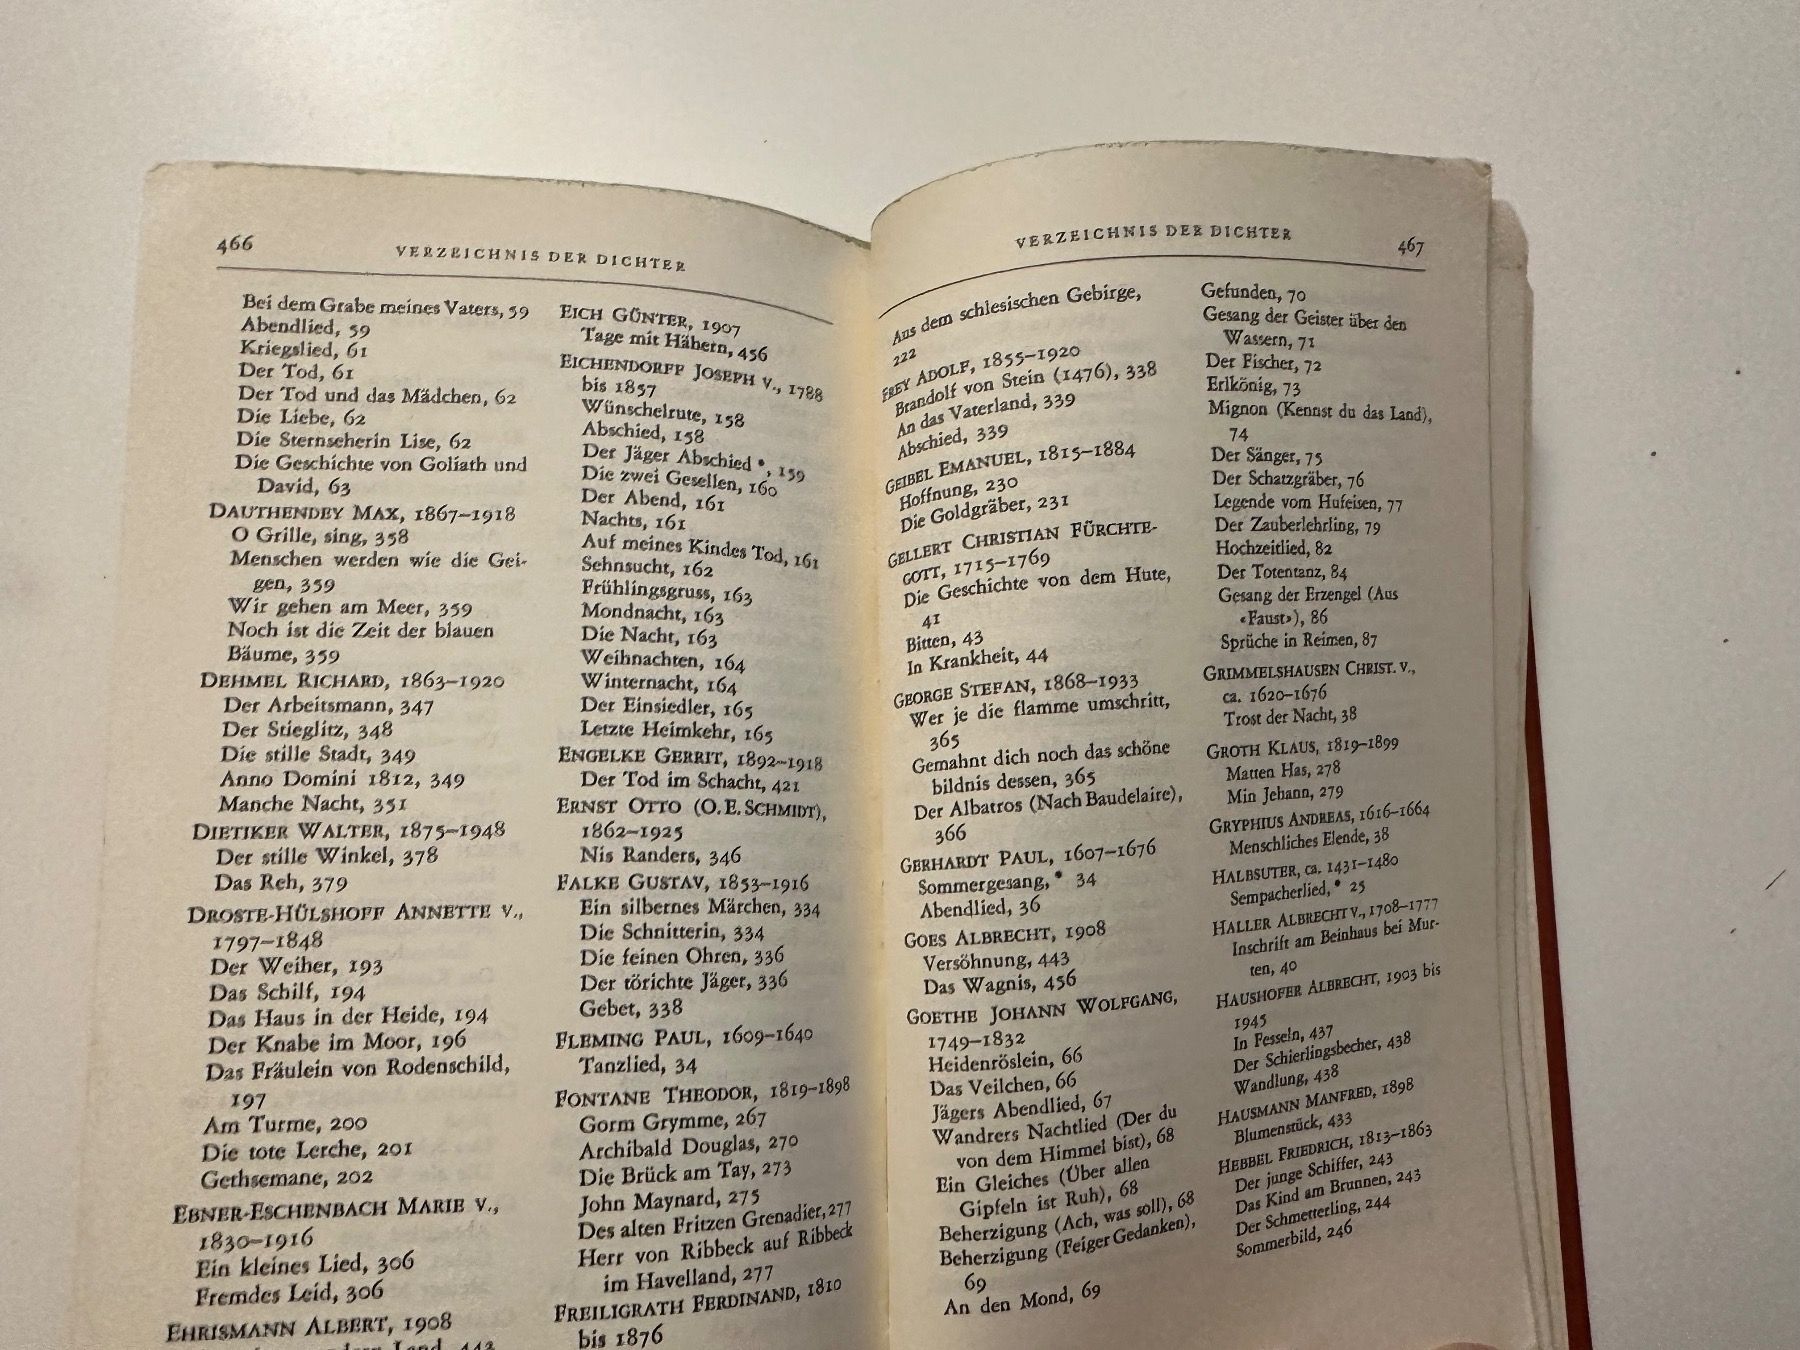 466
VERZEICHNIS DER DICHTER
Bei dem Grabe meines Vaters, 59
Abendlied, 59
Kriegslied, 61
Der Tod, 61
Der Tod und das Mädchen, 62
Die Liebe, 62
Die Sternseherin Lise, 62
Die Geschichte von Goliath und
David, 63
DAUTHENDEY MAX, 1867–1918
O Grille, sing, 358
Menschen werden wie die Gei-
gen, 359
Wir gehen am Meer, 359
Noch ist die Zeit der blauen
Bäume, 359
DEHMEL RICHARD, 1863–1920
Der Arbeitsmann, 347
Der Stieglitz, 348
Die stille Stadt, 349
Anno Domini 1812, 349
Manche Nacht, 351
DIETIKER WALTER, 1875–1948
Der stille Winkel, 378
Das Reh, 379
DROSTE-HÜLSHOFF ANNETTE V.,
1797–1848
Der Weiher, 193
Das Schilf, 194
Das Haus in der Heide, 194
Der Knabe im Moor, 196
Das Fräulein von Rodenschild,
197
Am Turme, 200
Die tote Lerche, 201
Gethsemane, 202
EBNER-ESCHENBACH MARIE V.,
1830–1916
Ein kleines Lied, 306
Fremdes Leid, 306
EHRISMANN ALBERT, 1908
Land, 443
EICH GÜNTER, 1907
Tage mit Hähern, 456
EICHENDORFF JOSEPH V., 1788
bis 1857
Wünschelrute, 158
Abschied, 158
Der Jäger Abschied*, 159
Die zwei Gesellen, 160
Der Abend, 161
Nachts, 161
Auf meines Kindes Tod, 161
Sehnsucht, 162
Frühlingsgruss, 163
Mondnacht, 163
Die Nacht, 163
Weihnachten, 164
Winternacht, 164
Der Einsiedler, 165
Letzte Heimkehr, 165
ENGELKE GERRIT, 1892–1918
Der Tod im Schacht, 421
ERNST OTTO (O. E. SCHMIDT),
1862–1925
Nis Randers, 346
FALKE GUSTAV, 1853–1916
Ein silbernes Märchen, 334
Die Schnitterin, 334
Die feinen Ohren, 336
Der törichte Jäger, 336
Gebet, 338
FLEMING PAUL, 1609–1640
Tanzlied, 34
FONTANE THEODOR, 1819–1898
Gorm Grymme, 267
Archibald Douglas, 270
Die Brück am Tay, 273
John Maynard, 275
Des alten Fritzen Grenadier, 277
Herr von Ribbeck auf Ribbeck
im Havelland, 277
FREILIGRATH FERDINAND, 1810
bis 1876
VERZEICHNIS DER DICHTER
467
Aus dem schlesischen Gebirge,
222
FREY ADOLF, 1855–1920
Brandolf von Stein (1476), 338
An das Vaterland, 339
Abschied, 339
GEIBEL EMANUEL, 1815–1884
Hoffnung, 230
Die Goldgräber, 231
GELLERT CHRISTIAN FÜRCHTE-
GOTT, 1715–1769
Die Geschichte von dem Hute,
41
Bitten, 43
In Krankheit, 44
GEORGE STEFAN, 1868–1933
Wer je die flamme umschritt,
365
Gemahnt dich noch das schöne
bildnis dessen, 365
Der Albatros (Nach Baudelaire),
366
GERHARDT PAUL, 1607–1676
Sommergesang,* 34
Abendlied, 36
GOES ALBRECHT, 1908
Versöhnung, 443
Das Wagnis, 456
GOETHE JOHANN WOLFGANG,
1749–1832
Heidenröslein, 66
Das Veilchen, 66
Jägers Abendlied, 67
Wandrers Nachtlied (Der du
von dem Himmel bist), 68
Ein Gleiches (Über allen
Gipfeln ist Ruh), 68
Beherzigung (Ach, was soll), 68
Beherzigung (Feiger Gedanken),
69
An den Mond, 69
Gefunden, 70
Gesang der Geister über den
Wassern, 71
Der Fischer, 72
Erlkönig, 73
Mignon (Kennst du das Land),
74
Der Sänger, 75
Der Schatzgräber, 76
Legende vom Hufeisen, 77
Der Zauberlehrling, 79
Hochzeitlied, 82
Der Totentanz, 84
Gesang der Erzengel (Aus
«Faust»), 86
Sprüche in Reimen, 87
GRIMMELSHAUSEN CHRIST. V.,
ca. 1620–1676
Trost der Nacht, 38
GROTH KLAUS, 1819–1899
Matten Has, 278
Min Jehann, 279
GRYPHIUS ANDREAS, 1616–1664
Menschliches Elende, 38
HALBSUTER, ca. 1431–1480
Sempacherlied,* 25
HALLER ALBRECHT V., 1708–1777
Inschrift am Beinhaus bei Mur-
ten, 40
HAUSHOFER ALBRECHT, 1903 bis
1945
In Fesseln, 437
Der Schierlingsbecher, 438
Wandlung, 438
HAUSMANN MANFRED, 1898
Blumenstück, 433
HEBBEL FRIEDRICH, 1813–1863
Der junge Schiffer, 243
Das Kind am Brunnen, 243
Der Schmetterling, 244
Sommerbild, 246